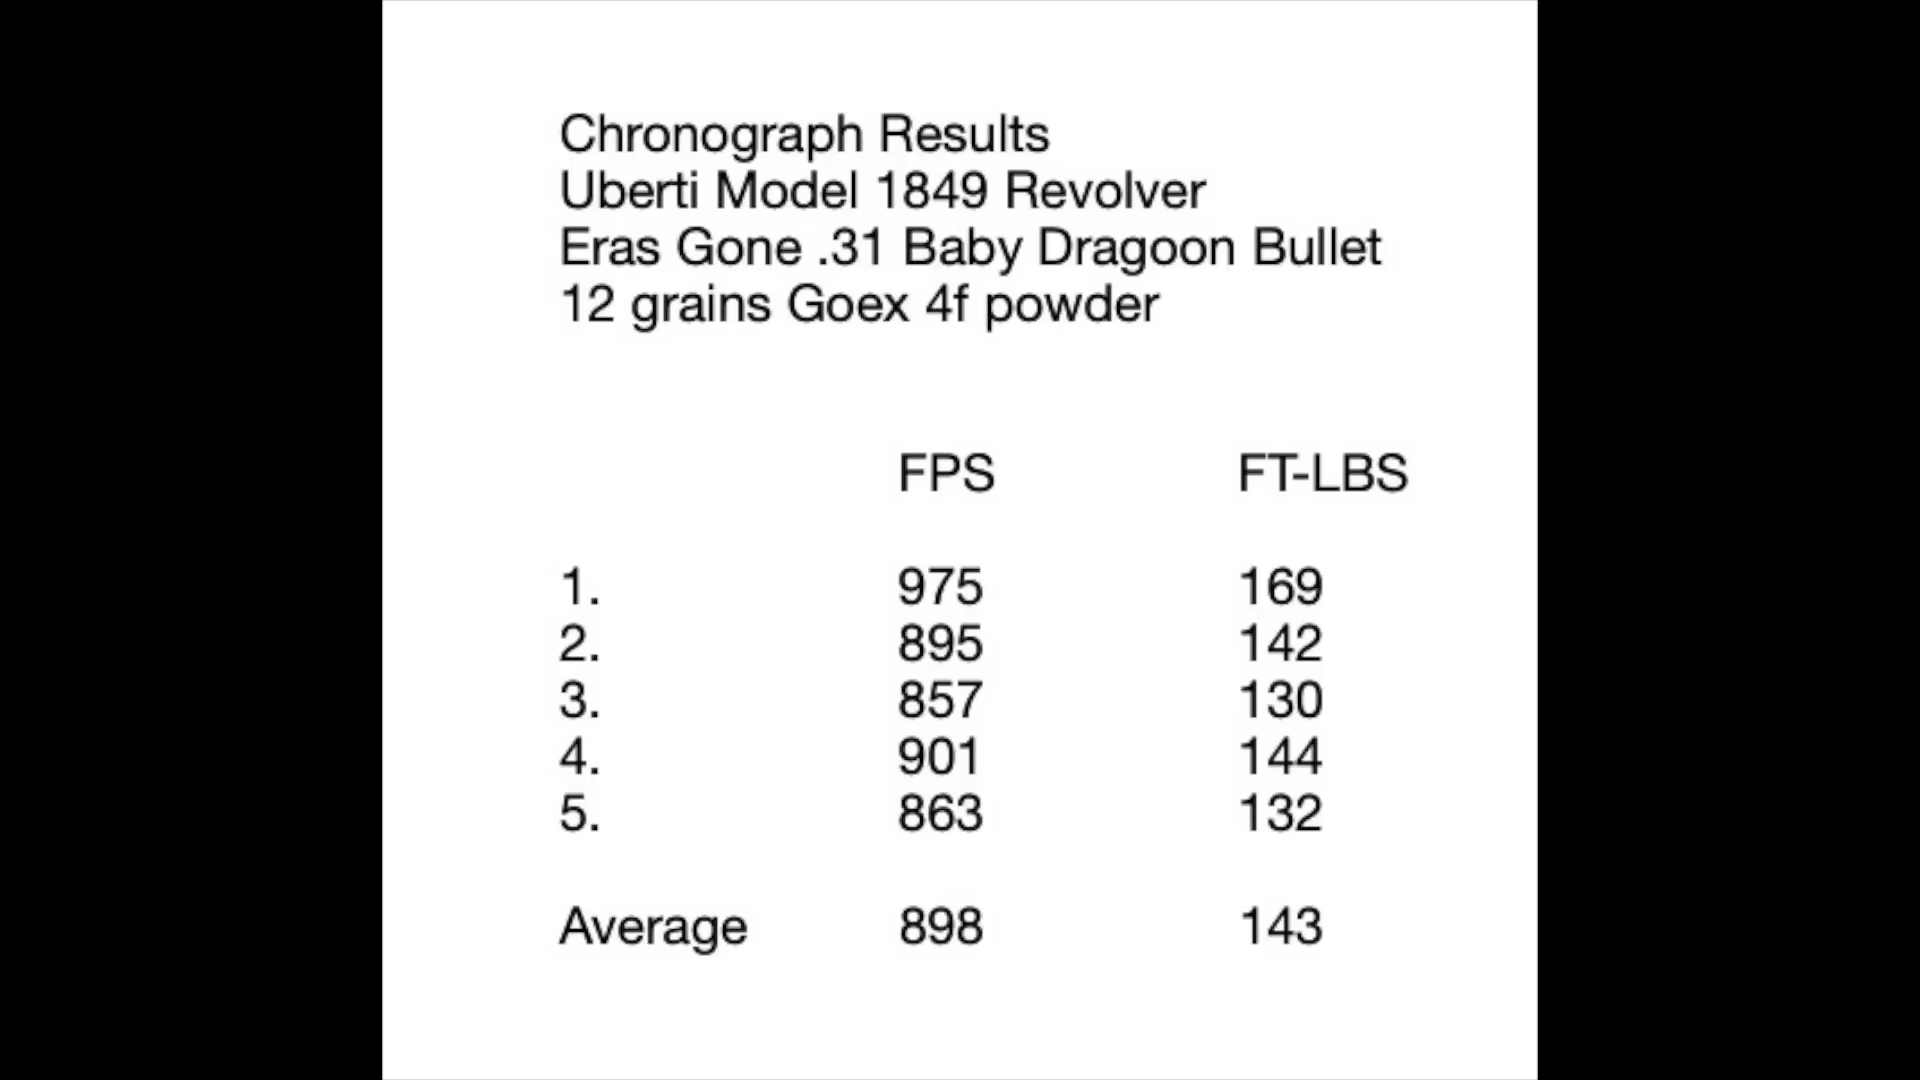 Chronograph Results
Uberti Model 1849 Revolver
Eras Gone .31 Baby Dragoon Bullet
12 grains Goex 4f powder
FPS FT-LBS
1. 975 169
2. 895 142
3. 857 130
4. 901 144
5. 863 132
Average 898 143